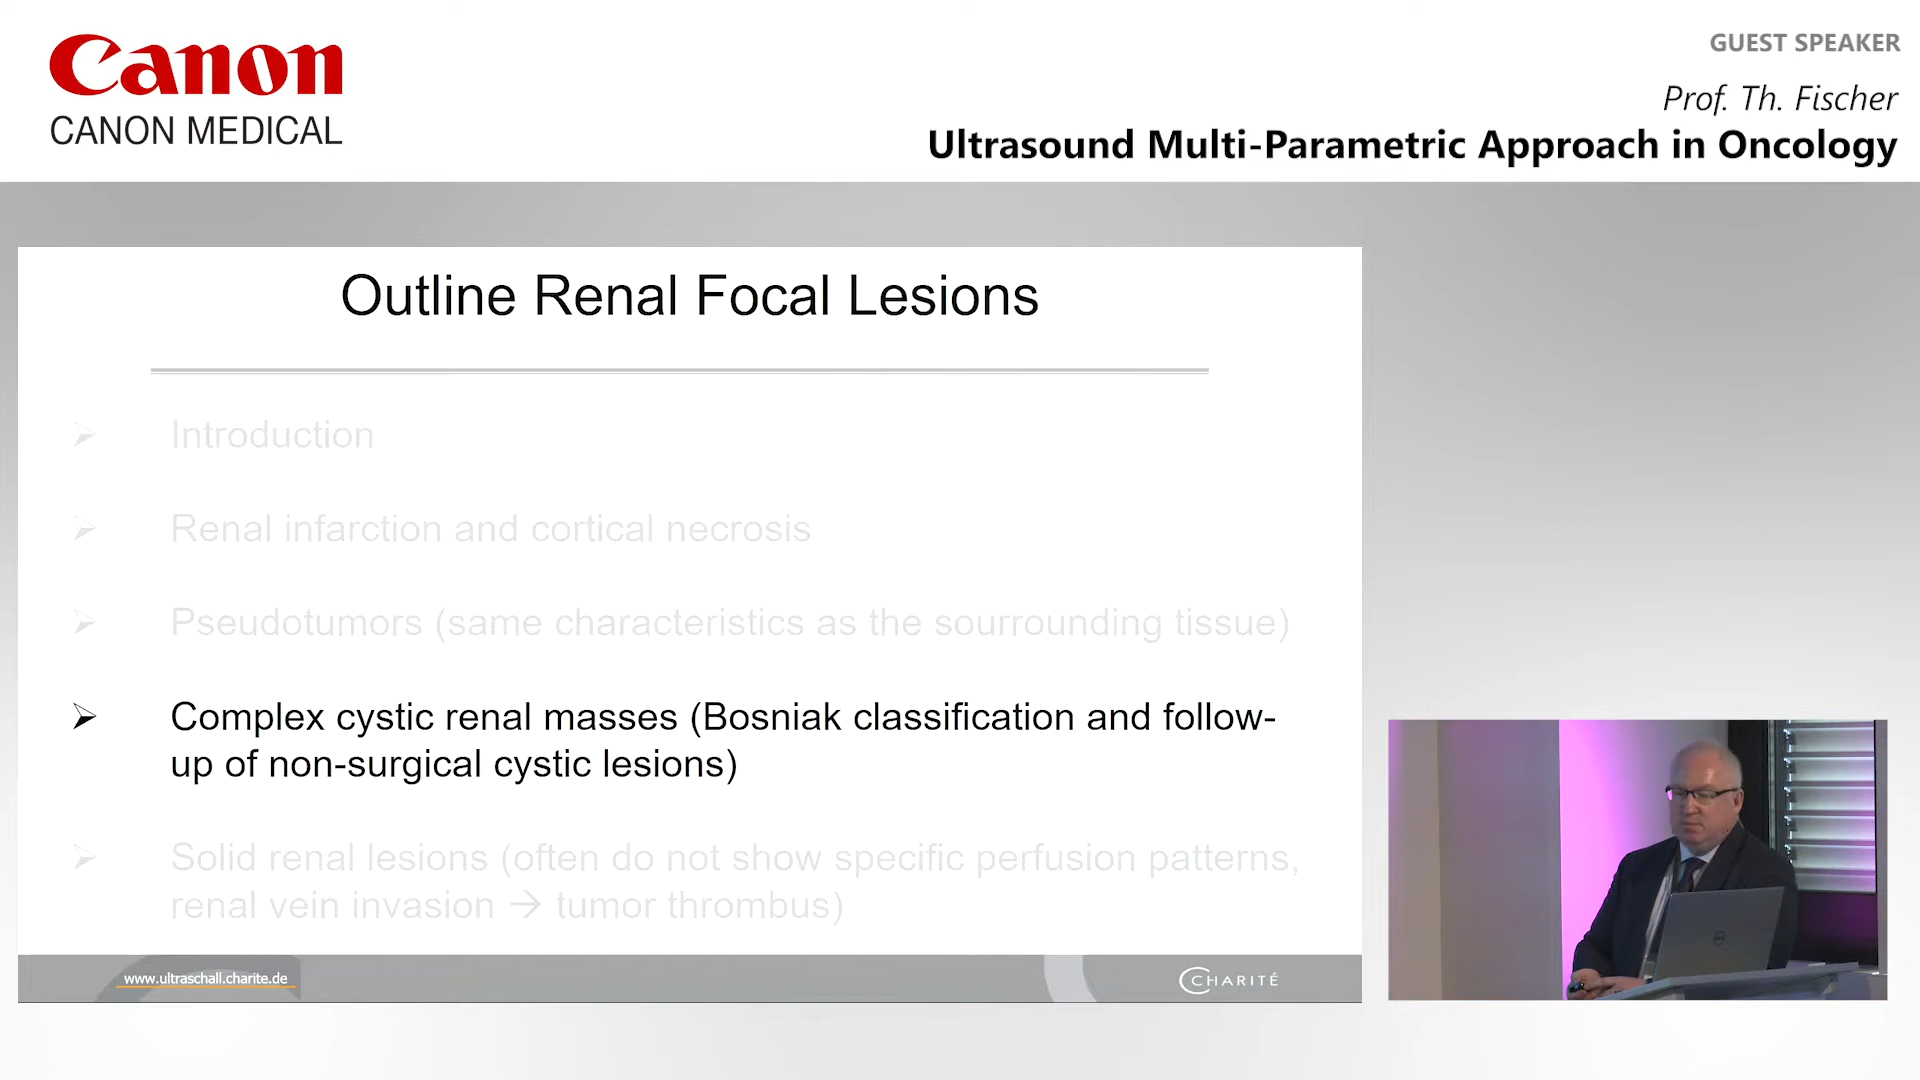 Canon
CANON MEDICAL
GUEST SPEAKER
Prof. Th. Fischer
Ultrasound Multi-Parametric Approach in Oncology
Outline Renal Focal Lesions
➢ Introduction
➢ Renal infarction and cortical necrosis
➢ Pseudotumors (same characteristics as the sourrounding tissue)
➢ Complex cystic renal masses (Bosniak classification and follow-
up of non-surgical cystic lesions)
➢ Solid renal lesions (often do not show specific perfusion patterns,
renal vein invasion → tumor thrombus)
www.ultraschall.charite.de
CHARITÉ
DELL